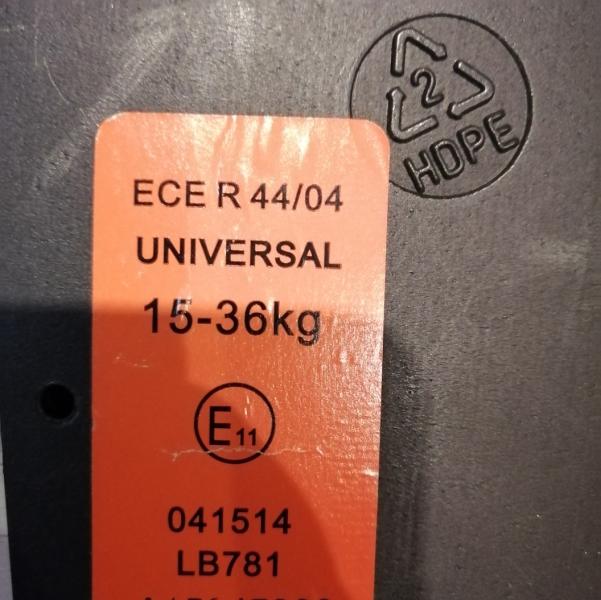 2
HDPE
ECE R 44/04
UNIVERSAL
15-36kg
E11
041514
LB781